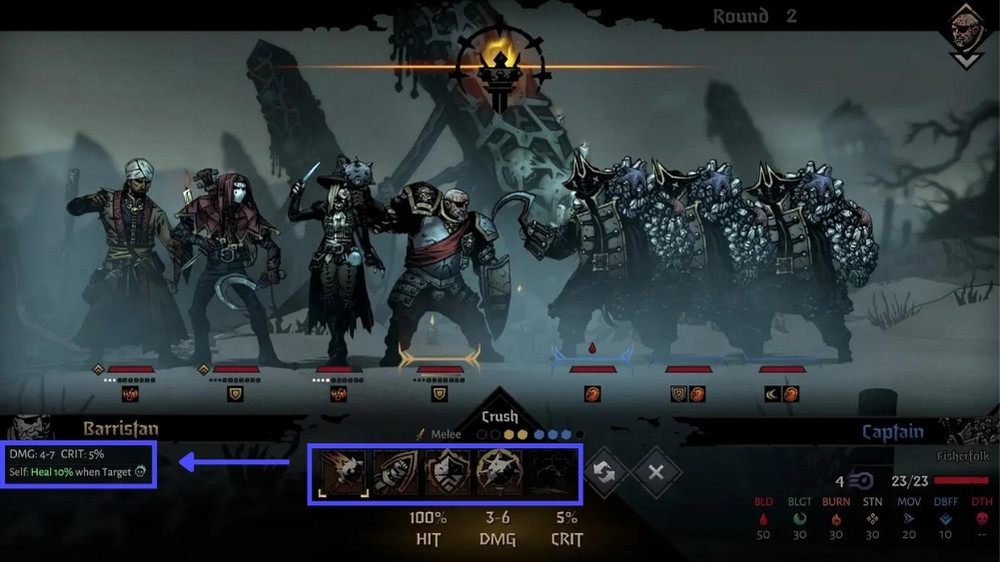 Round 2
Crush
Melee
Barristan
DMG: 4-7 CRIT: 5%
Self: Heal 10% when Target
100% 3-6 5%
HIT DMG CRIT
Captain
Fisherfolk
4 23/23
BLD BLGT BURN STN MOV DBFF DTH
50 30 30 30 20 10 --